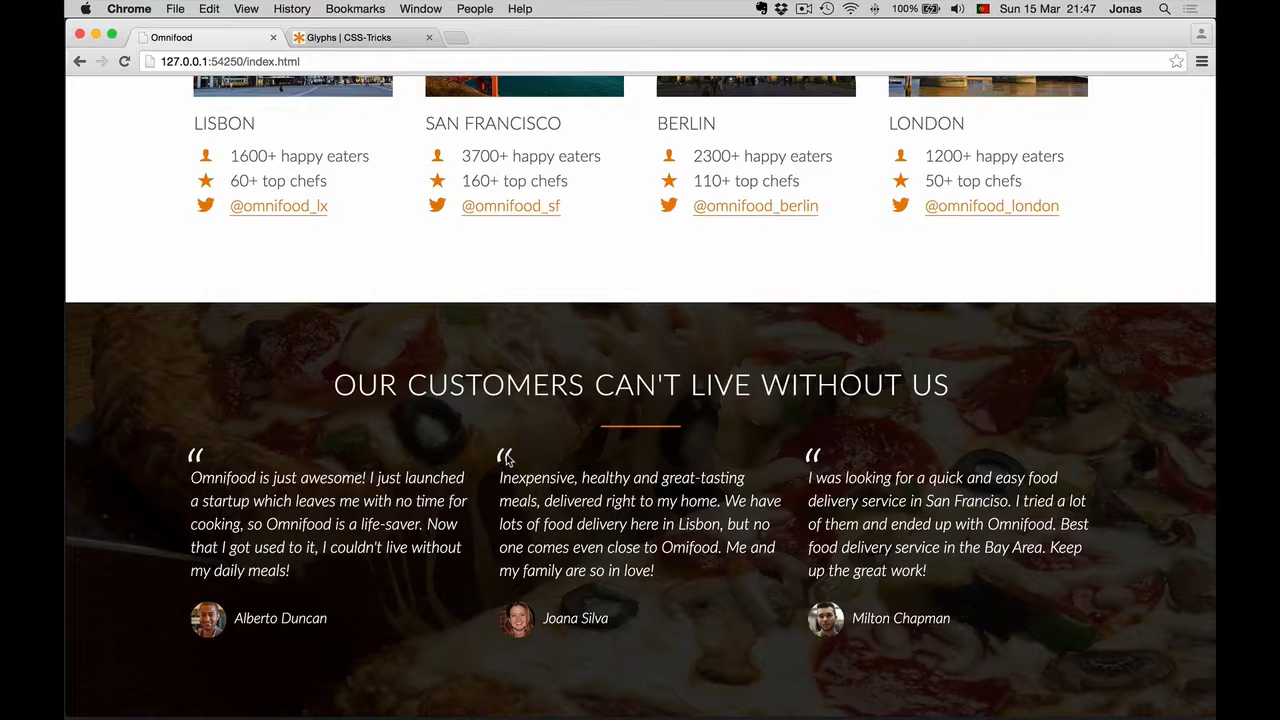 Chrome File Edit View History Bookmarks Window People Help 100% Sun 15 Mar 21:47 Jonas
Omnifood Glyphs | CSS-Tricks
127.0.0.1:54250/index.html
LISBON
1600+ happy eaters
60+ top chefs
@omnifood_lx
SAN FRANCISCO
3700+ happy eaters
160+ top chefs
@omnifood_sf
BERLIN
2300+ happy eaters
110+ top chefs
@omnifood_berlin
LONDON
1200+ happy eaters
50+ top chefs
@omnifood_london
OUR CUSTOMERS CAN'T LIVE WITHOUT US
“
Omnifood is just awesome! I just launched
a startup which leaves me with no time for
cooking, so Omnifood is a life-saver. Now
that I got used to it, I couldn't live without
my daily meals!
Alberto Duncan
“
Inexpensive, healthy and great-tasting
meals, delivered right to my home. We have
lots of food delivery here in Lisbon, but no
one comes even close to Omifood. Me and
my family are so in love!
Joana Silva
“
I was looking for a quick and easy food
delivery service in San Franciso. I tried a lot
of them and ended up with Omnifood. Best
food delivery service in the Bay Area. Keep
up the great work!
Milton Chapman